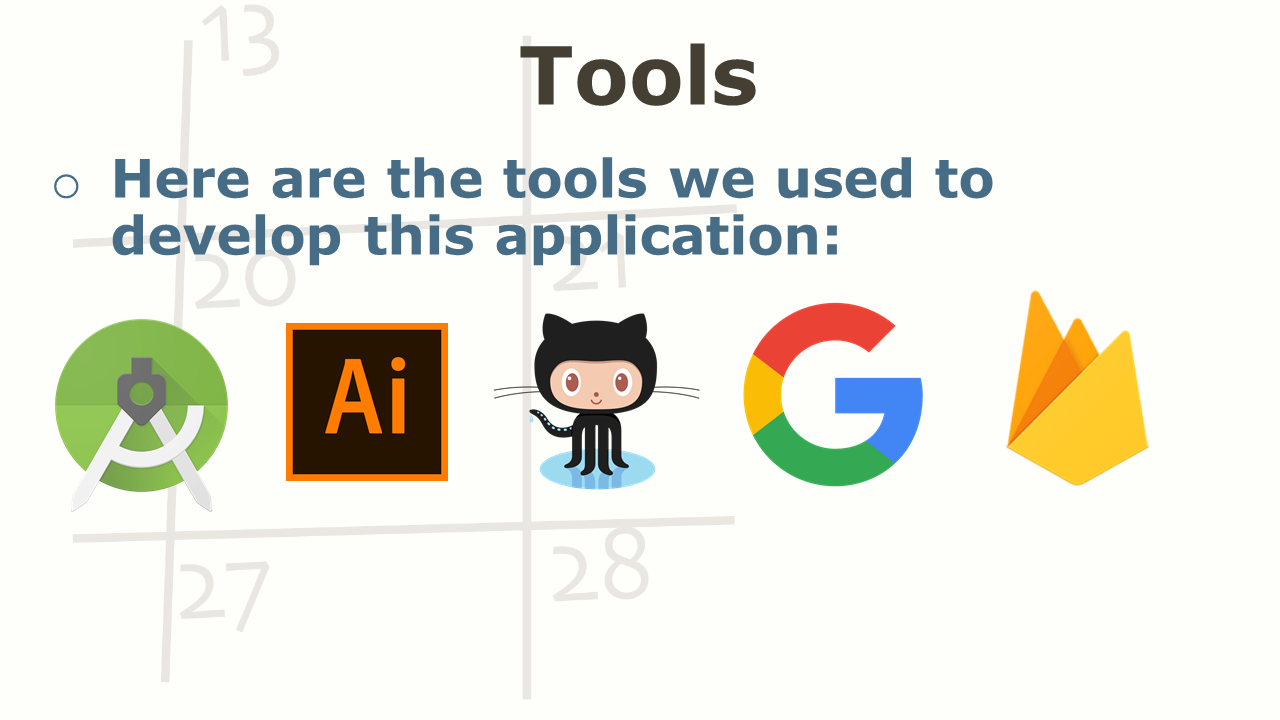 13
Tools
Here are the tools we used to
develop this application:
20
21
Ai
27
28